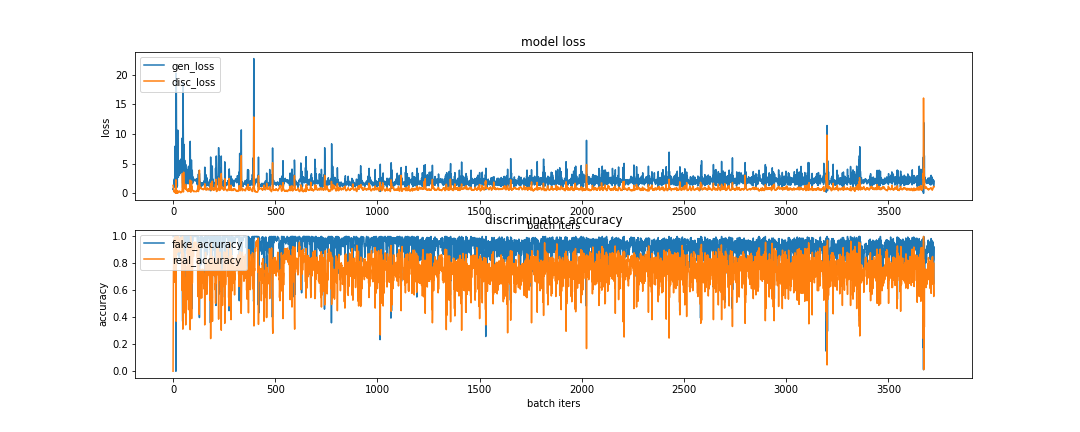 model loss
gen_loss
disc_loss
loss
20
15
10
5
0
0 500 1000 1500 2000 2500 3000 3500
batch iters
discriminator accuracy
fake_accuracy
real_accuracy
accuracy
1.0
0.8
0.6
0.4
0.2
0.0
0 500 1000 1500 2000 2500 3000 3500
batch iters